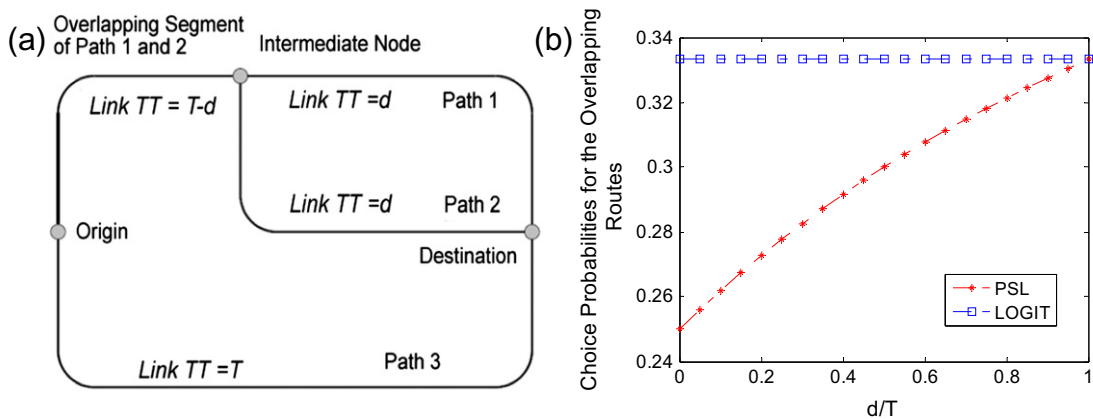 (a)
Overlapping Segment
of Path 1 and 2
Intermediate Node
Link TT = T-d
Link TT =d
Path 1
Link TT =d
Path 2
Origin
Destination
Link TT =T
Path 3
(b)
Choice Probabilities for the Overlapping
Routes
0.34
0.32
0.3
0.28
0.26
0.24
PSL
LOGIT
0
0.2
0.4
0.6
0.8
1
d/T